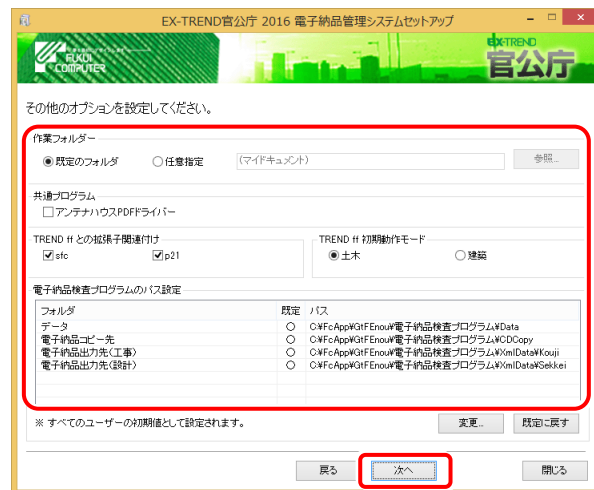 EX-TREND官公庁 2016 電子納品管理システムセットアップ
FUKUI
COMPUTER
EX-TREND
官公庁
その他のオプションを設定してください。
作業フォルダー
既定のフォルダ 任意指定 (マイドキュメント) 参照...
共通プログラム
アンテナハウスPDFドライバー
TREND ff との拡張子関連付け TREND ff 初期動作モード
sfc p21 土木 建築
電子納品検査プログラムのパス設定
フォルダ 既定 パス
データ ○ C:¥FcApp¥GtFEnou¥電子納品検査プログラム¥Data
電子納品コピー先 ○ C:¥FcApp¥GtFEnou¥電子納品検査プログラム¥CDCopy
電子納品出力先〈工事〉 ○ C:¥FcApp¥GtFEnou¥電子納品検査プログラム¥XmlData¥Kouji
電子納品出力先〈設計〉 ○ C:¥FcApp¥GtFEnou¥電子納品検査プログラム¥XmlData¥Sekkei
※ すべてのユーザーの初期値として設定されます。 変更... 既定に戻す
戻る 次へ 閉じる